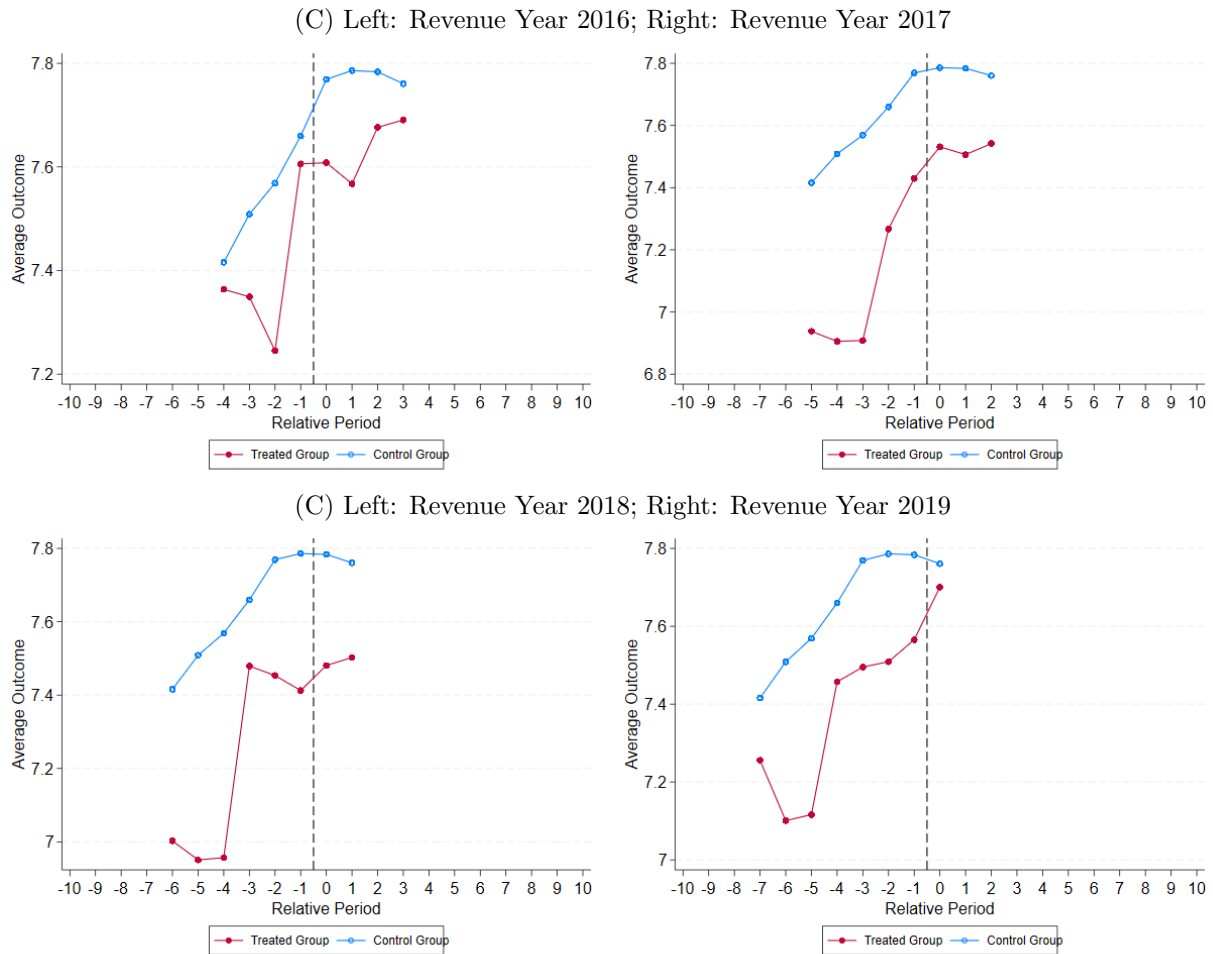 (C) Left: Revenue Year 2016; Right: Revenue Year 2017
7.8
7.6
7.4
7.2
Average Outcome
-10 -9 -8 -7 -6 -5 -4 -3 -2 -1 0 1 2 3 4 5 6 7 8 9 10
Relative Period
Treated Group Control Group
7.8
7.6
7.4
7.2
7
6.8
Average Outcome
-10 -9 -8 -7 -6 -5 -4 -3 -2 -1 0 1 2 3 4 5 6 7 8 9 10
Relative Period
Treated Group Control Group
(C) Left: Revenue Year 2018; Right: Revenue Year 2019
7.8
7.6
7.4
7.2
7
Average Outcome
-10 -9 -8 -7 -6 -5 -4 -3 -2 -1 0 1 2 3 4 5 6 7 8 9 10
Relative Period
Treated Group Control Group
7.8
7.6
7.4
7.2
7
Average Outcome
-10 -9 -8 -7 -6 -5 -4 -3 -2 -1 0 1 2 3 4 5 6 7 8 9 10
Relative Period
Treated Group Control Group